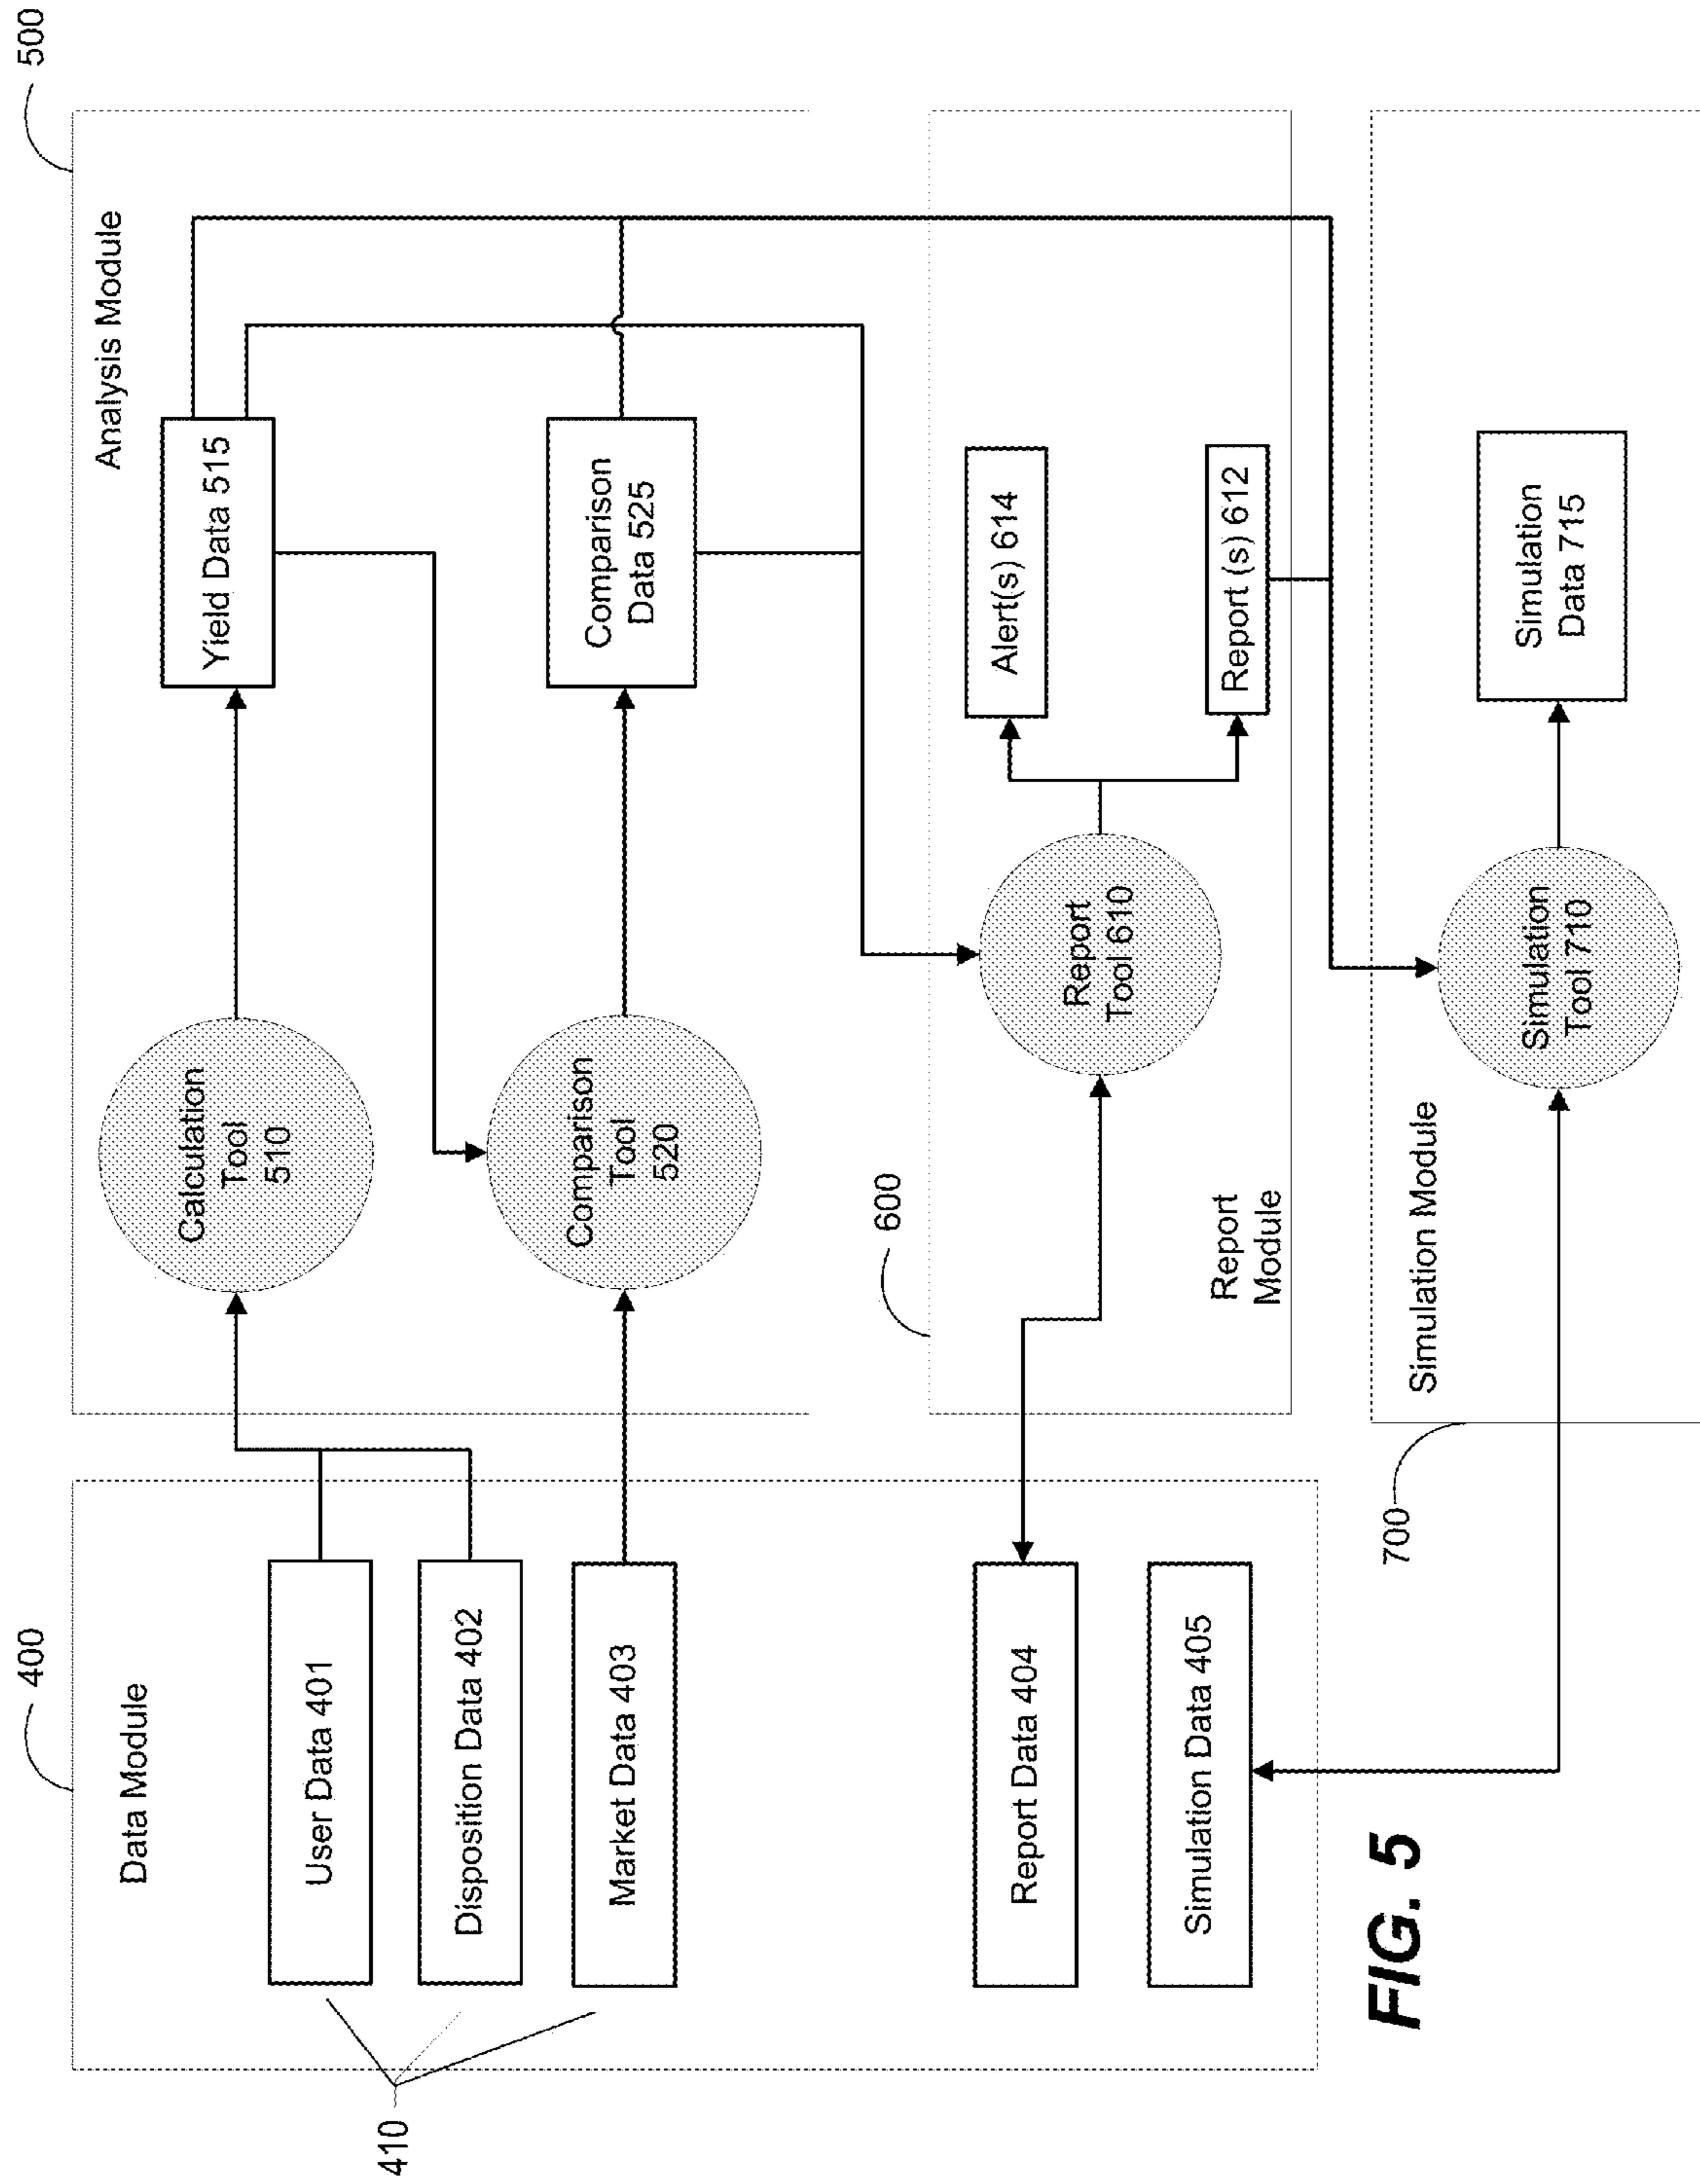 400
500
Data Module
Analysis Module
User Data 401
Disposition Data 402
Market Data 403
410
Calculation
Tool
510
Yield Data 515
Comparison
Tool
520
Comparison
Data 525
600
Report Data 404
Simulation Data 405
Report
Tool 610
Alert(s) 614
Report (s) 612
Report
Module
700
Simulation Module
Simulation
Tool 710
Simulation
Data 715
FIG. 5